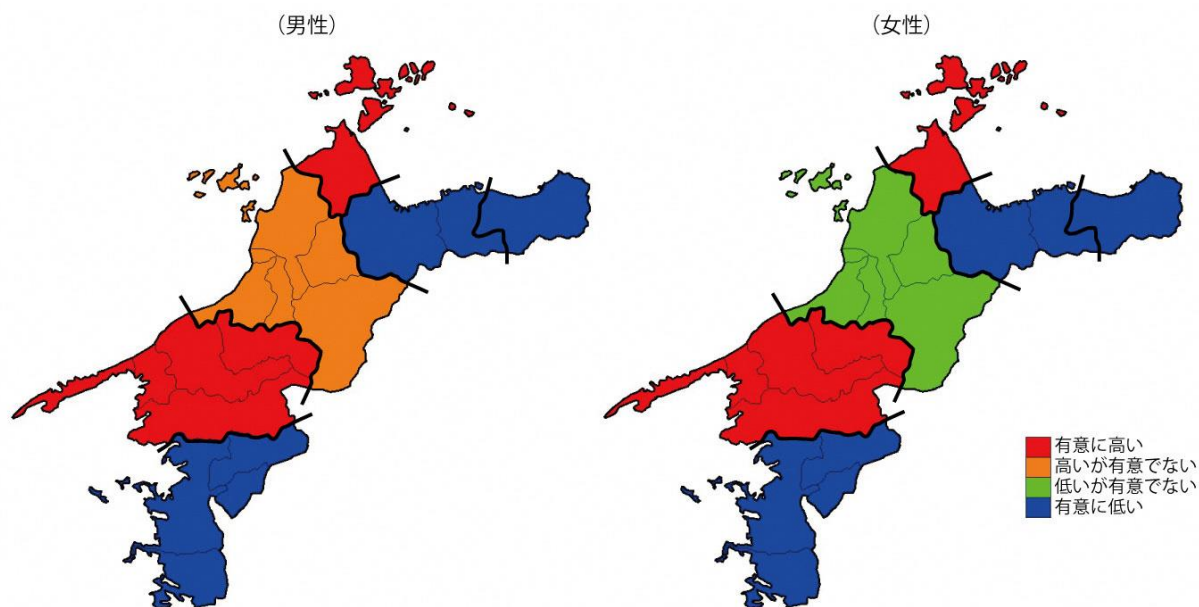 （男性）
（女性）
有意に高い
高いが有意でない
低いが有意でない
有意に低い